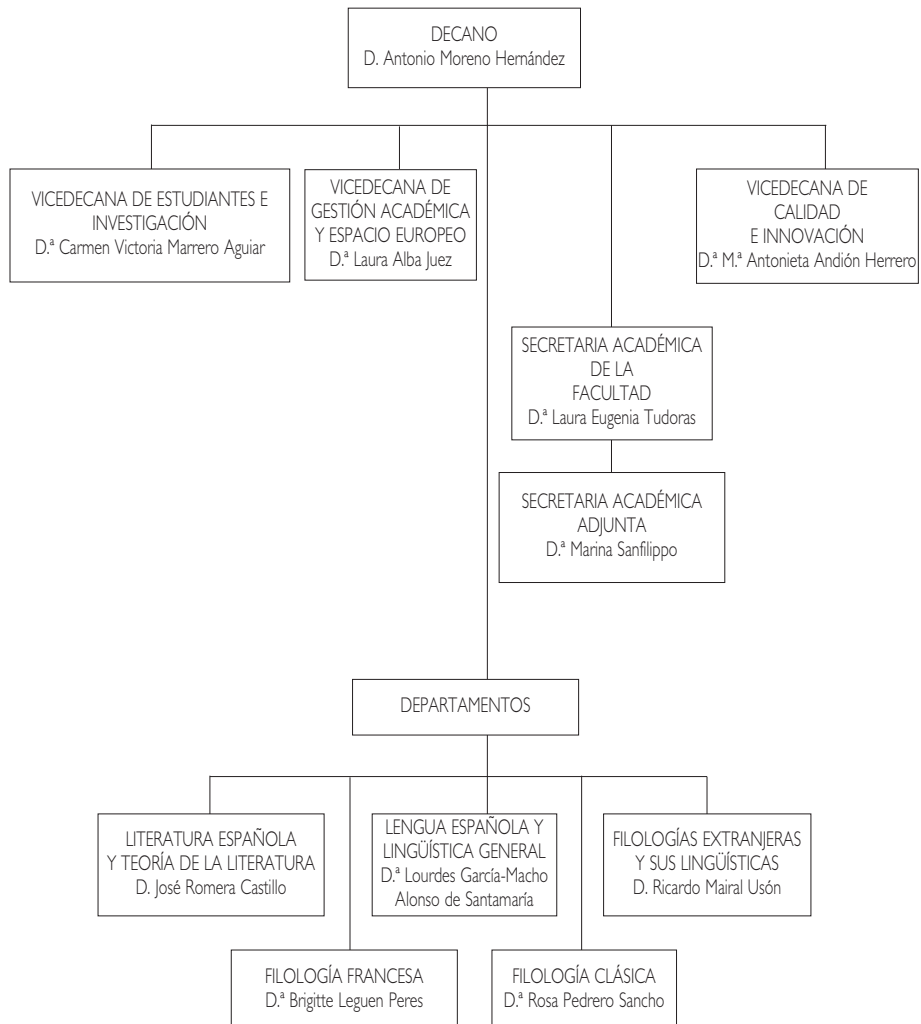 DECANO
D. Antonio Moreno Hernández
VICEDECANA DE ESTUDIANTES E
INVESTIGACIÓN
D.ª Carmen Victoria Marrero Aguiar
VICEDECANA DE
GESTIÓN ACADÉMICA
Y ESPACIO EUROPEO
D.ª Laura Alba Juez
VICEDECANA DE
CALIDAD
E INNOVACIÓN
D.ª M.ª Antonieta Andión Herrero
SECRETARIA ACADÉMICA
DE LA
FACULTAD
D.ª Laura Eugenia Tudoras
SECRETARIA ACADÉMICA
ADJUNTA
D.ª Marina Sanfilippo
DEPARTAMENTOS
LITERATURA ESPAÑOLA
Y TEORÍA DE LA LITERATURA
D. José Romera Castillo
LENGUA ESPAÑOLA Y
LINGÜÍSTICA GENERAL
D.ª Lourdes García-Macho
Alonso de Santamaría
FILOLOGÍAS EXTRANJERAS
Y SUS LINGÜÍSTICAS
D. Ricardo Mairal Usón
FILOLOGÍA FRANCESA
D.ª Brigitte Leguen Peres
FILOLOGÍA CLÁSICA
D.ª Rosa Pedrero Sancho